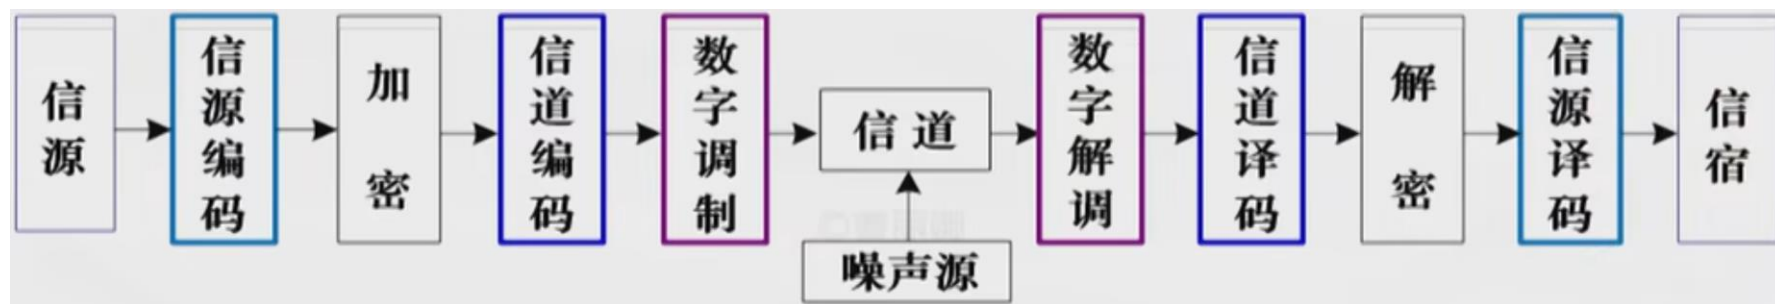 信源
信源编码
加密
信道编码
数字调制
信道
噪声源
数字解调
信道译码
解密
信源译码
信宿